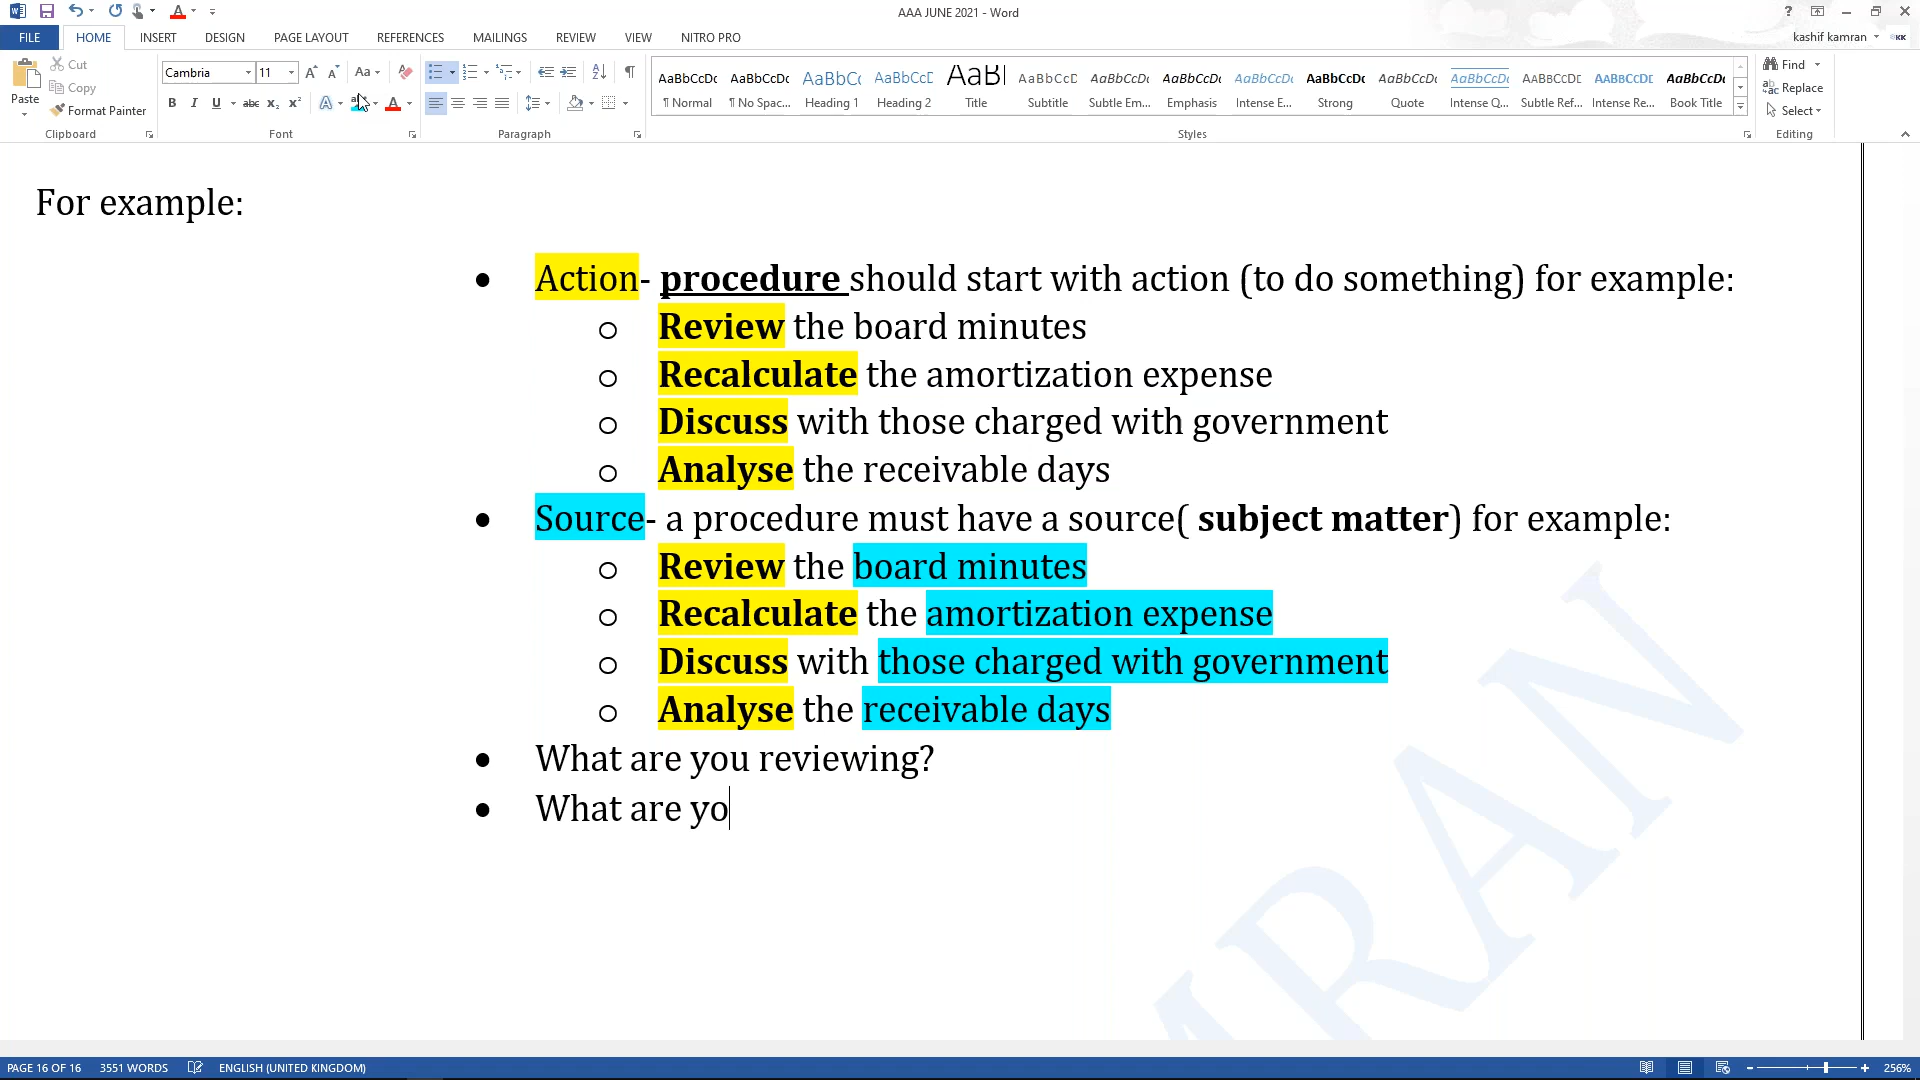 AAA JUNE 2021 - Word
FILE HOME INSERT DESIGN PAGE LAYOUT REFERENCES MAILINGS REVIEW VIEW NITRO PRO kashif kamran KK
Cut
Copy
Format Painter
Paste
Clipboard
Cambria 11 Aa
B I U abc x₂ x² A A
Font
Paragraph
AaBbCcDc AaBbCcDc AaBbCc AaBbCcD AaBl AaBbCcD AaBbCcDc AaBbCcDc AaBbCcDc AaBbCcDc AaBbCcDc AaBbCcDc AABBCCDE AABBCCDE AaBbCcDc
¶ Normal ¶ No Spac... Heading 1 Heading 2 Title Subtitle Subtle Em... Emphasis Intense E... Strong Quote Intense Q... Subtle Ref... Intense Re... Book Title
Styles
Find
Replace
Select
Editing
For example:
• Action- procedure should start with action (to do something) for example:
o Review the board minutes
o Recalculate the amortization expense
o Discuss with those charged with government
o Analyse the receivable days
• Source- a procedure must have a source( subject matter) for example:
o Review the board minutes
o Recalculate the amortization expense
o Discuss with those charged with government
o Analyse the receivable days
• What are you reviewing?
• What are yo
MRAN
PAGE 16 OF 16 3551 WORDS ENGLISH (UNITED KINGDOM) 256%